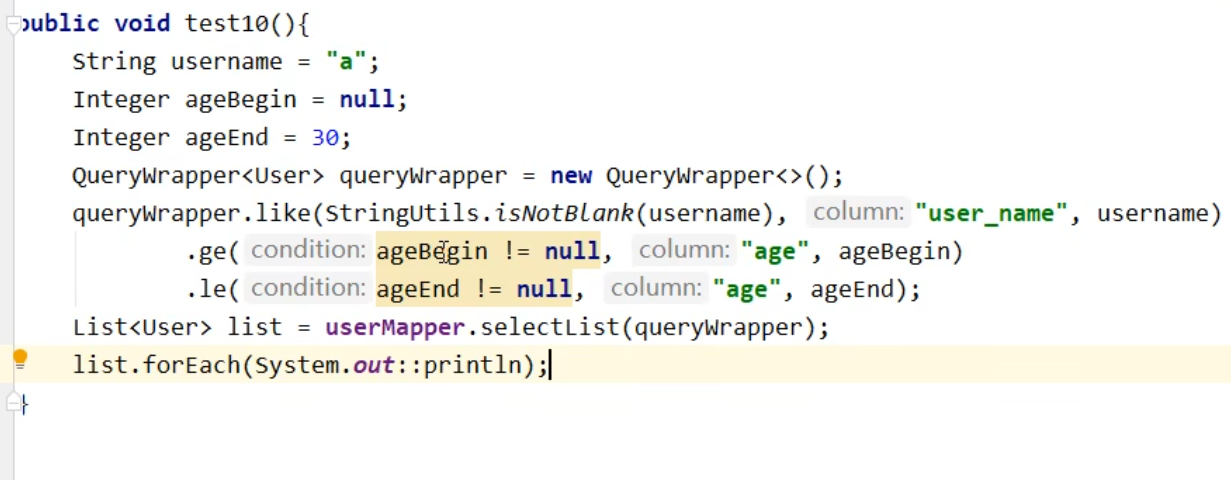 public void test10(){
String username = "a";
Integer ageBegin = null;
Integer ageEnd = 30;
QueryWrapper<User> queryWrapper = new QueryWrapper<>();
queryWrapper.like(StringUtils.isNotBlank(username), column: "user_name", username)
.ge( condition: ageBegin != null, column: "age", ageBegin)
.le( condition: ageEnd != null, column: "age", ageEnd);
List<User> list = userMapper.selectList(queryWrapper);
list.forEach(System.out::println);
}